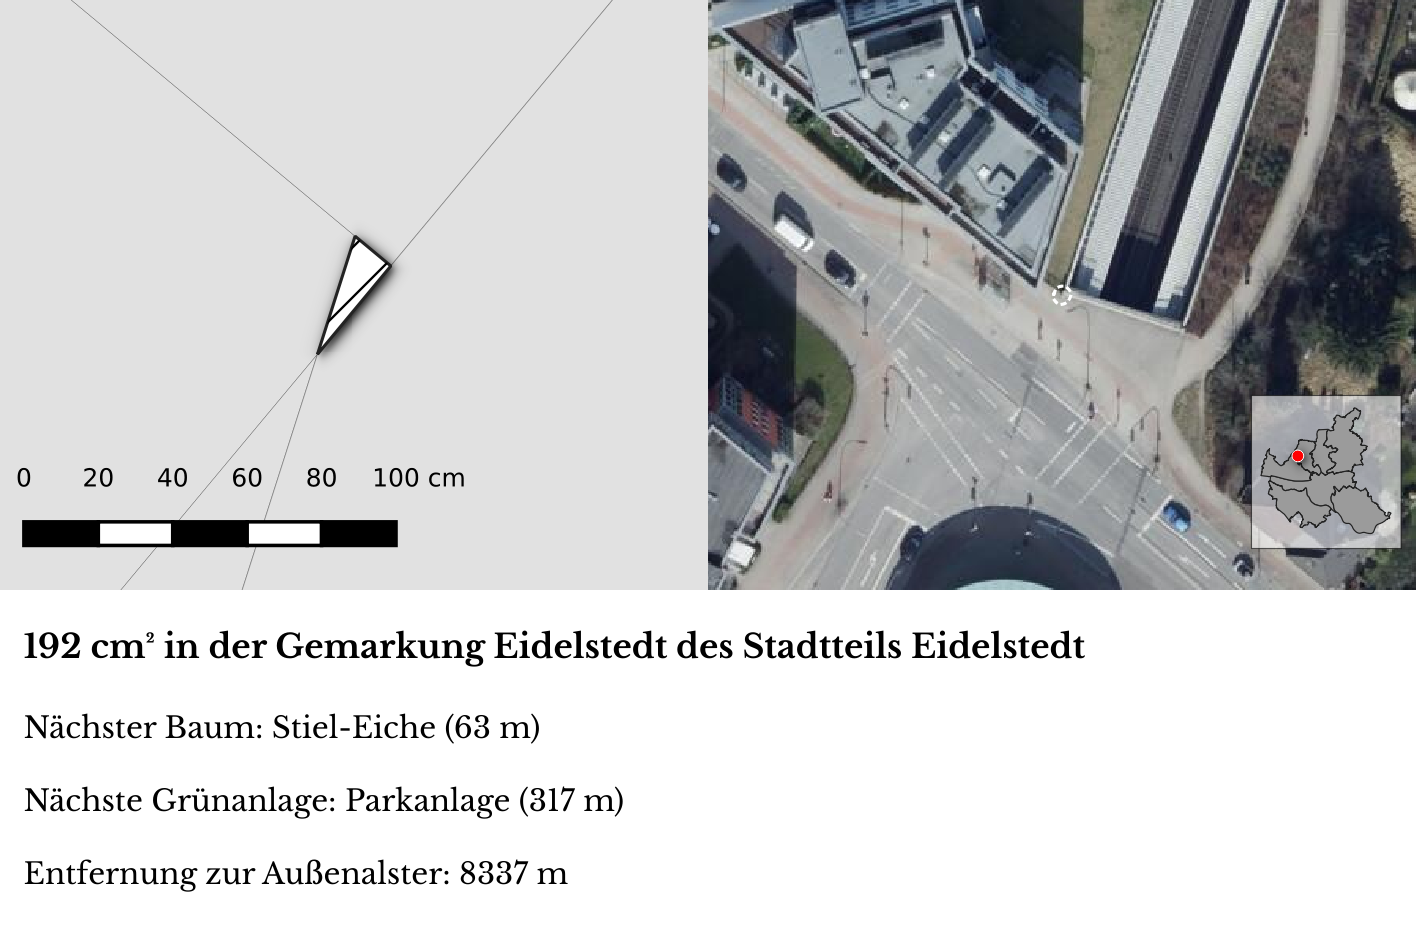 0 20 40 60 80 100 cm
192 cm² in der Gemarkung Eidelstedt des Stadtteils Eidelstedt
Nächster Baum: Stiel-Eiche (63 m)
Nächste Grünanlage: Parkanlage (317 m)
Entfernung zur Außenalster: 8337 m